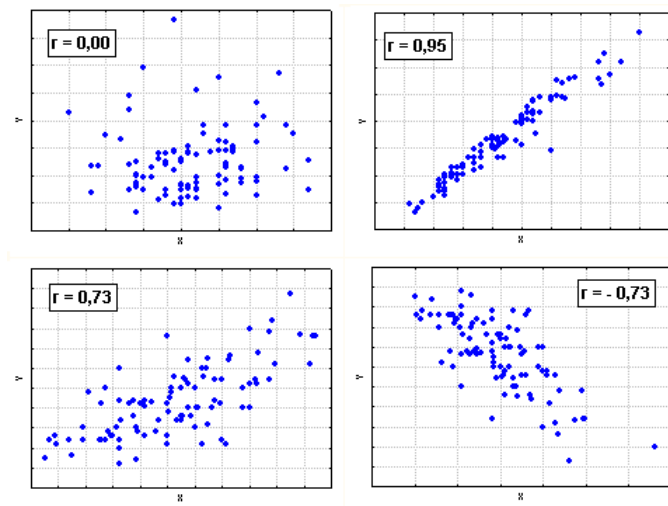 r = 0,00
Y
X
r = 0,95
Y
X
r = 0,73
Y
X
r = - 0,73
Y
X